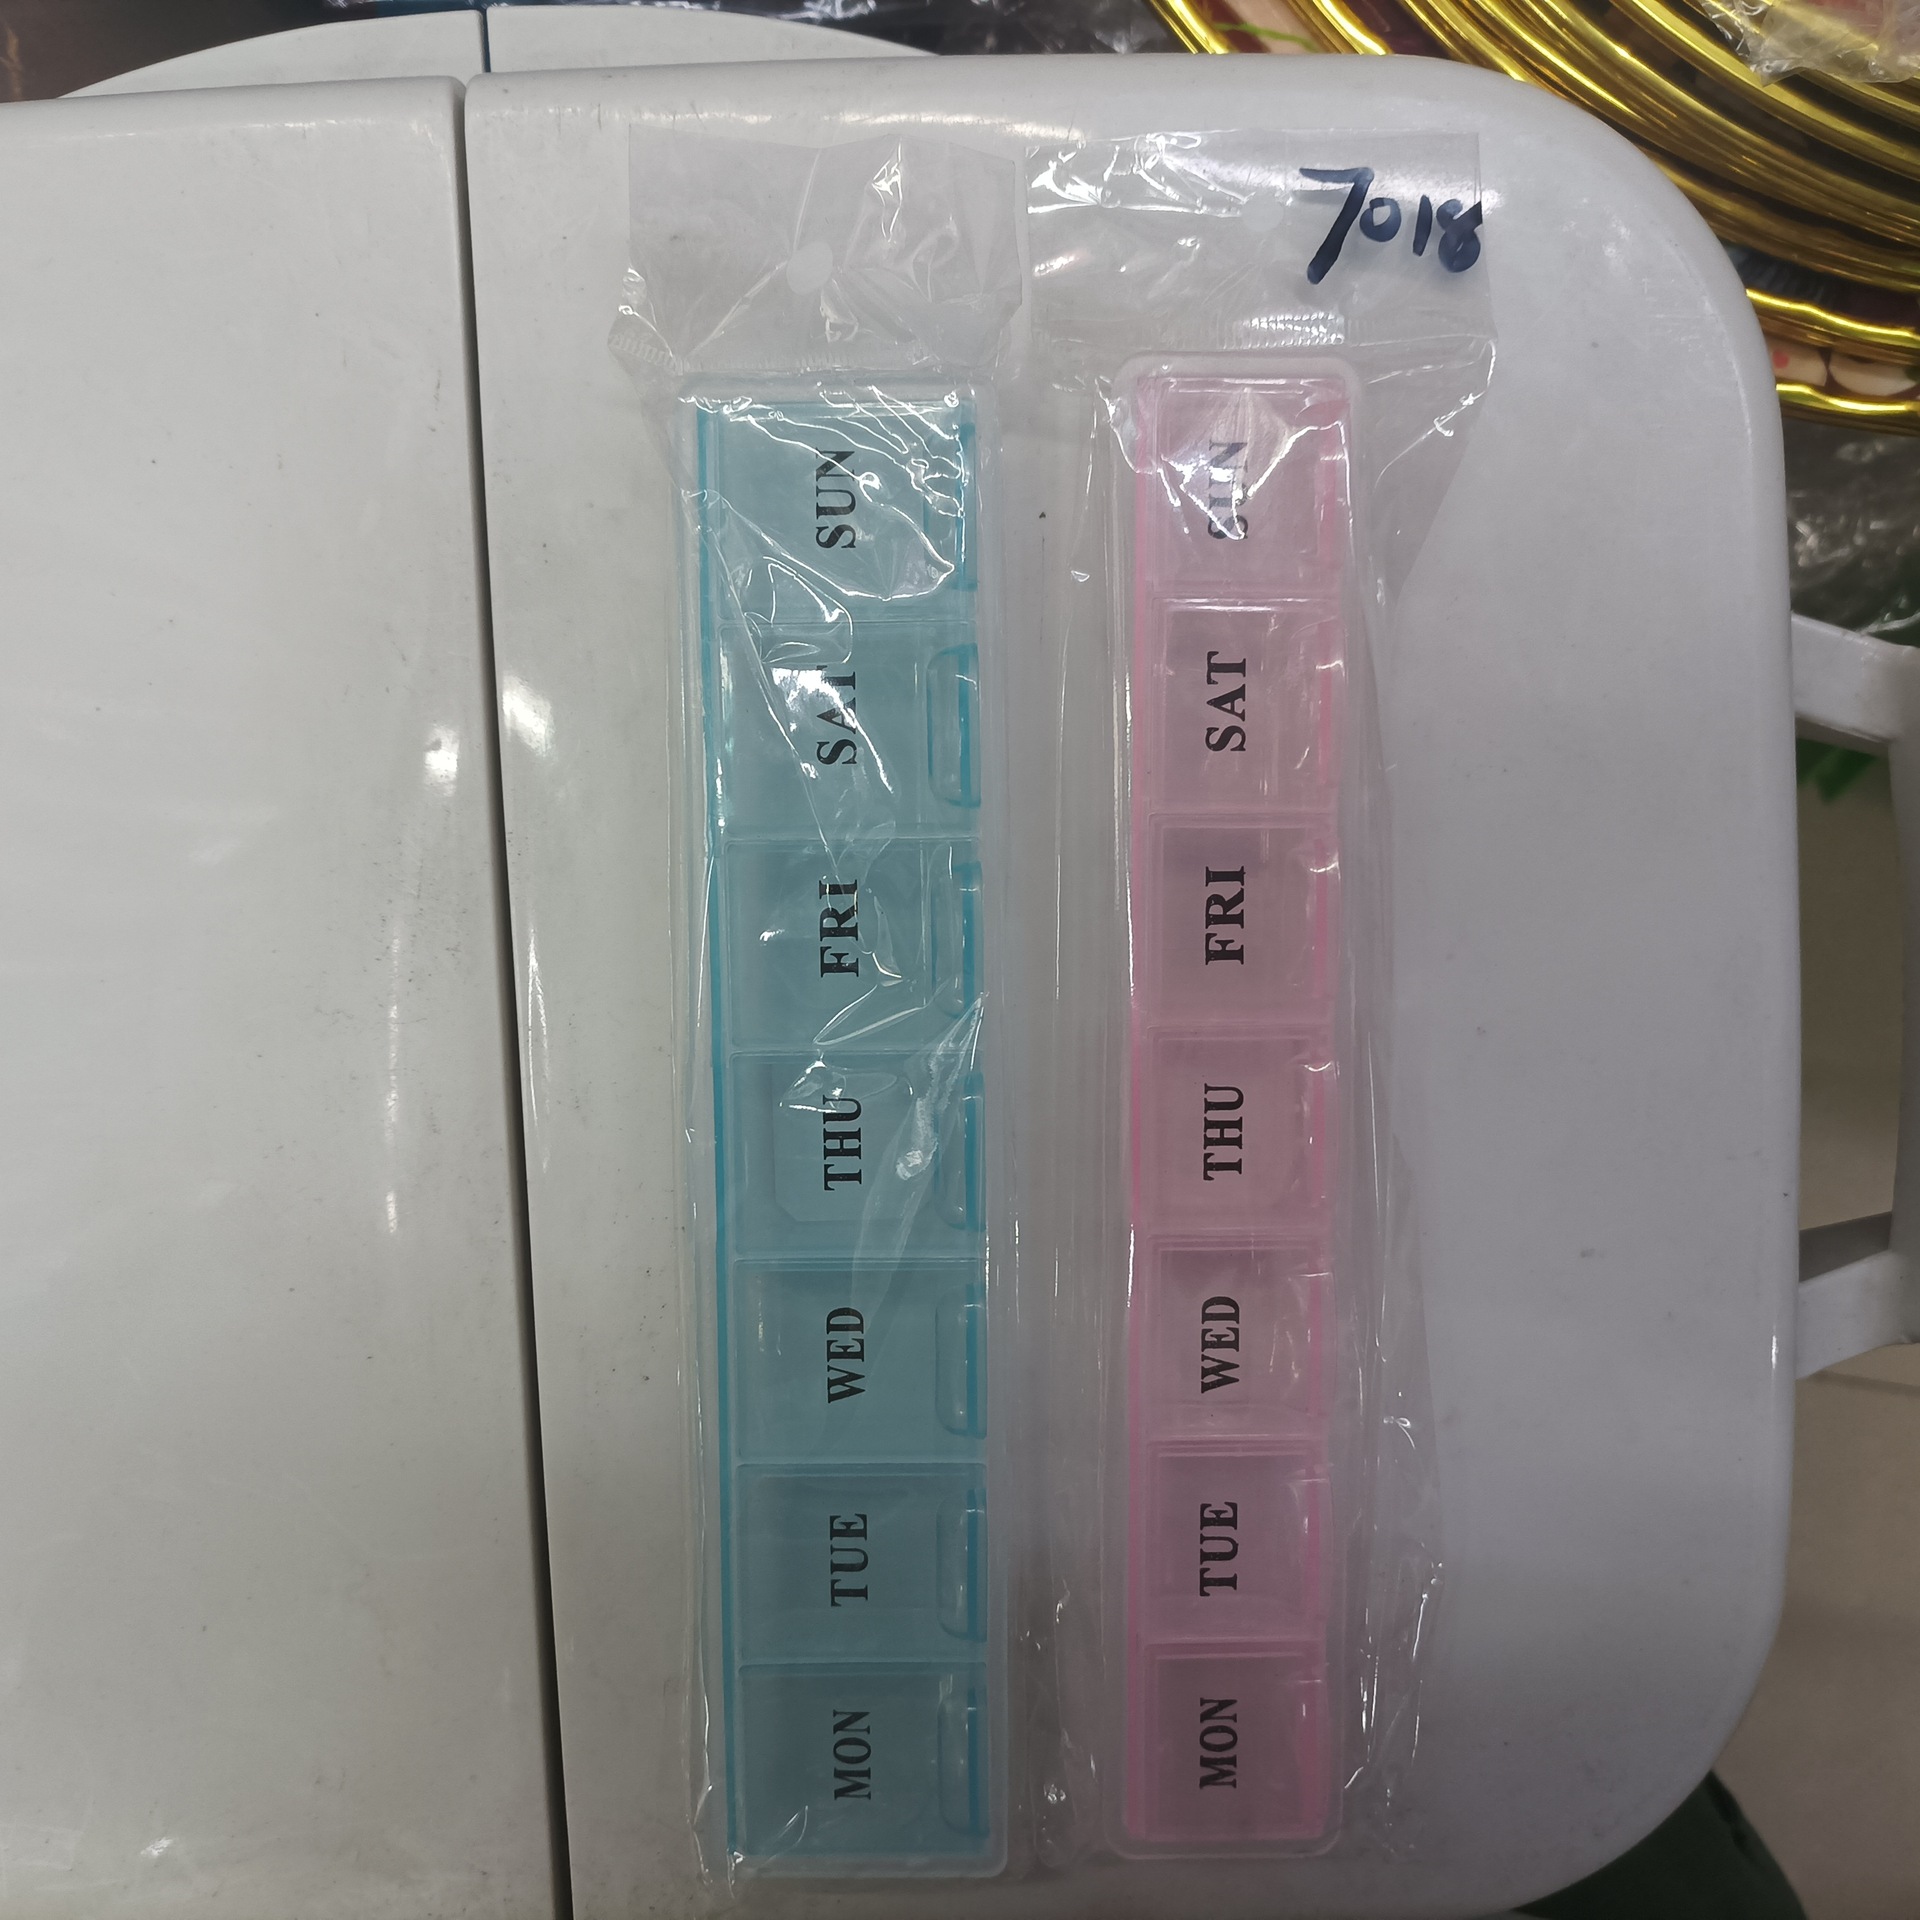 7018
SUN
SAT
FRI
THU
WED
TUE
MON
SUN
SAT
FRI
THU
WED
TUE
MON